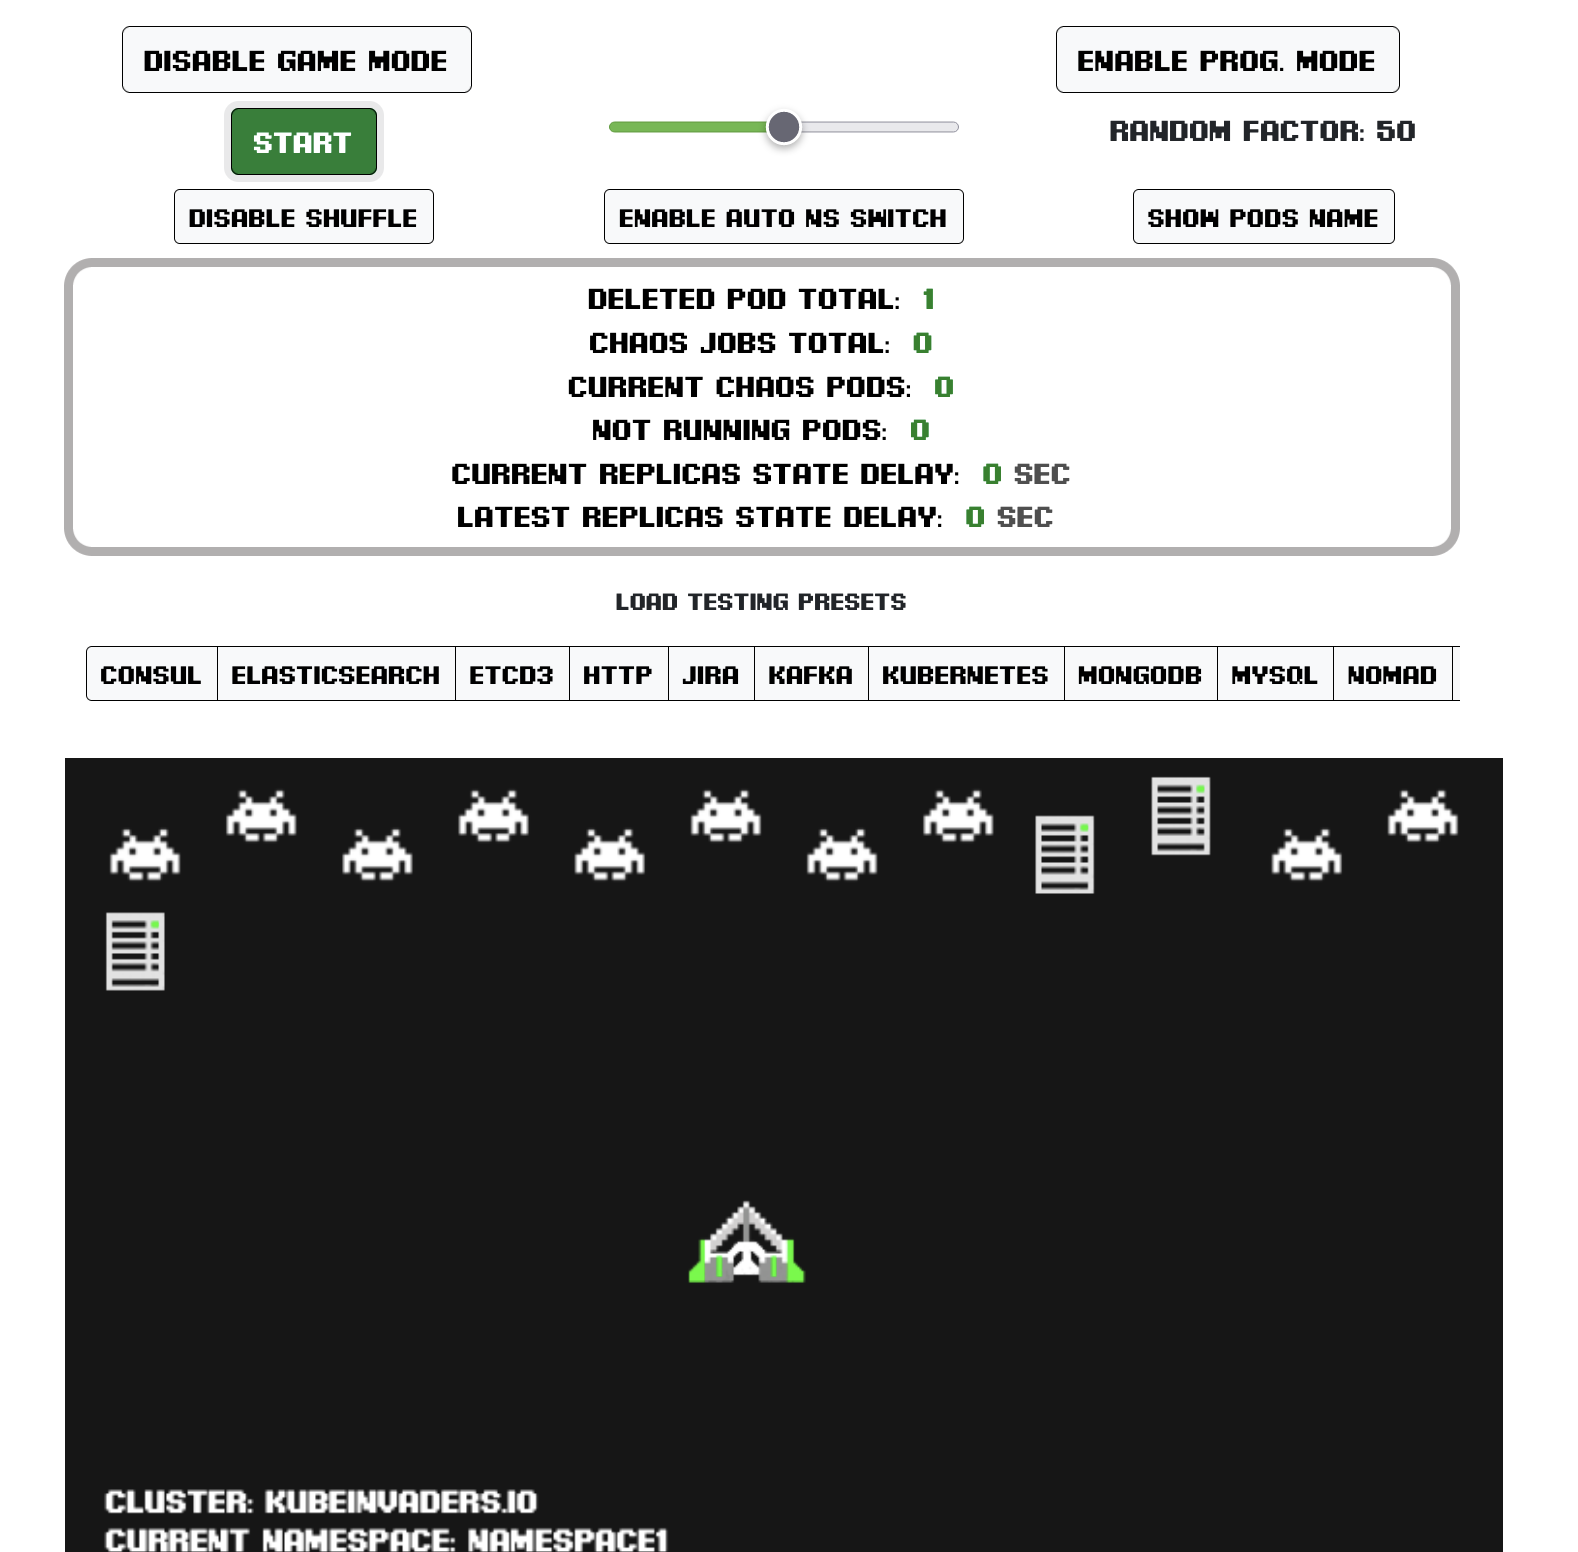 DISABLE GAME MODE
ENABLE PROG. MODE
START
RANDOM FACTOR: 50
DISABLE SHUFFLE
ENABLE AUTO NS SWITCH
SHOW PODS NAME
DELETED POD TOTAL: 1
CHAOS JOBS TOTAL: 0
CURRENT CHAOS PODS: 0
NOT RUNNING PODS: 0
CURRENT REPLICAS STATE DELAY: 0 SEC
LATEST REPLICAS STATE DELAY: 0 SEC
LOAD TESTING PRESETS
CONSUL ELASTICSEARCH ETCD3 HTTP JIRA KAFKA KUBERNETES MONGODB MYSQL NOMAD
CLUSTER: KUBEINVADERS.IO
CURRENT NAMESPACE: NAMESPACE1